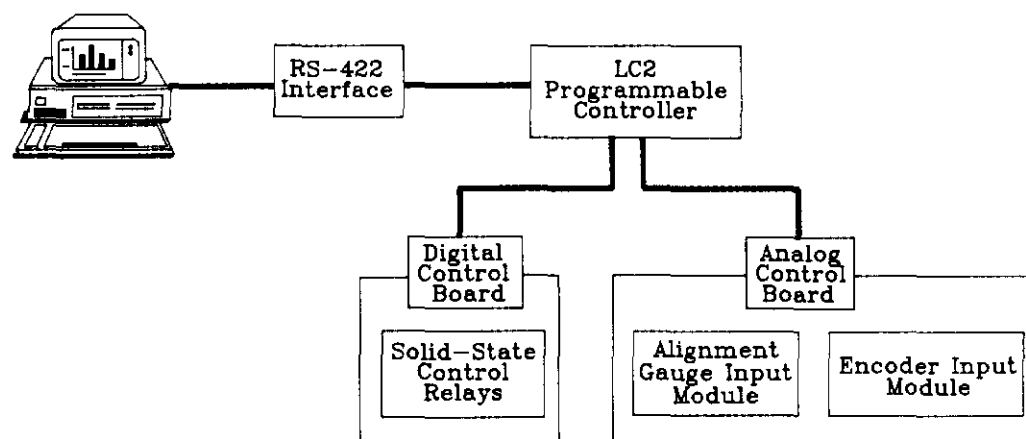 RS-422
Interface
LC2
Programmable
Controller
Digital
Control
Board
Analog
Control
Board
Solid-State
Control
Relays
Alignment
Gauge Input
Module
Encoder Input
Module